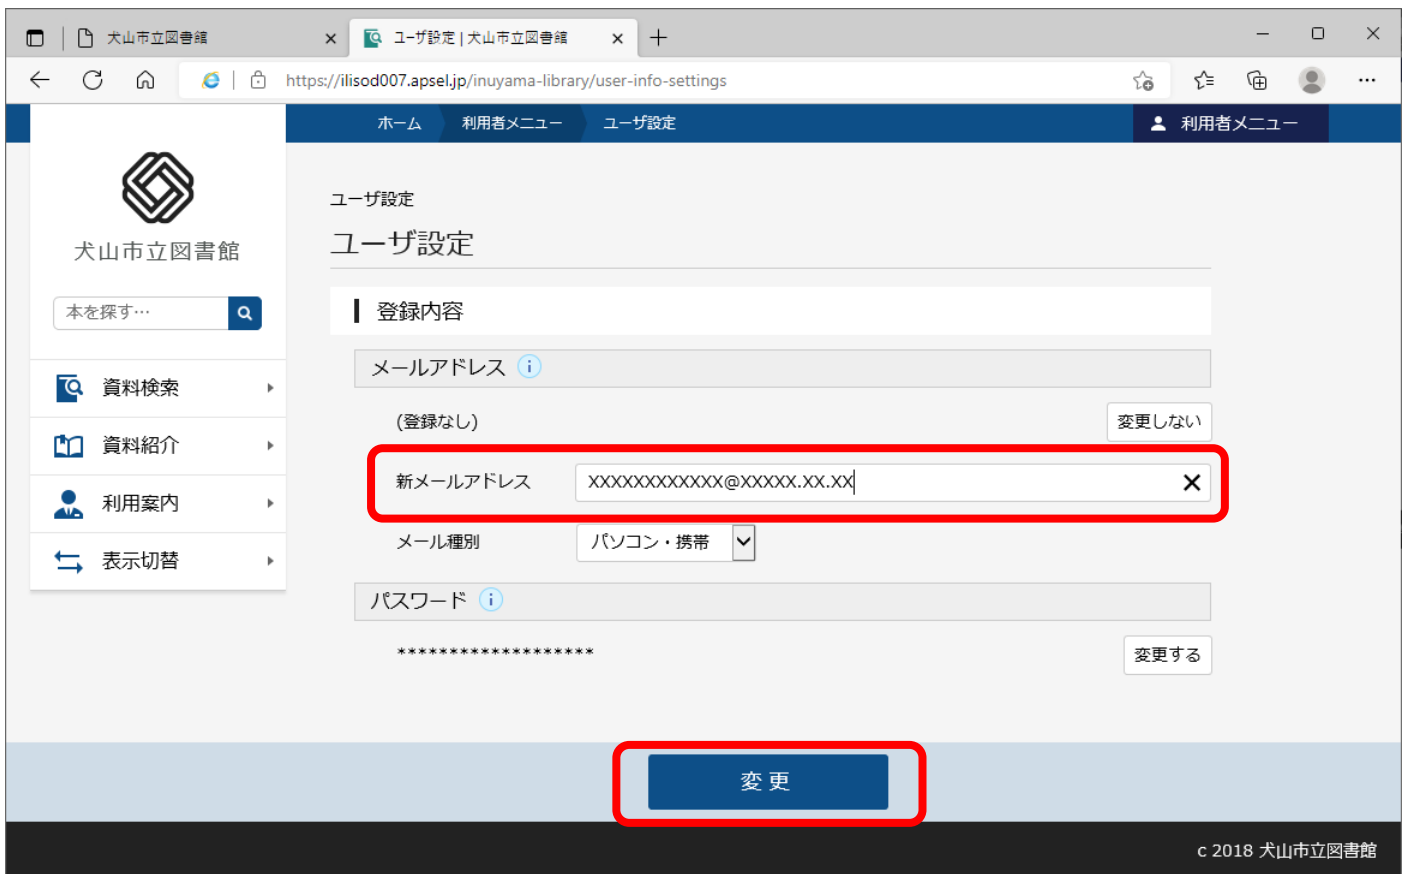 犬山市立図書館
ユーザ設定 | 犬山市立図書館
https://ilisod007.apsel.jp/inuyama-library/user-info-settings
ホーム 利用者メニュー ユーザ設定
利用者メニュー
犬山市立図書館
本を探す…
資料検索
資料紹介
利用案内
表示切替
ユーザ設定
ユーザ設定
登録内容
メールアドレス i
(登録なし) 変更しない
新メールアドレス XXXXXXXXXXXX@XXXXX.XX.XX
メール種別 パソコン・携帯
パスワード i
******************* 変更する
変更
c 2018 犬山市立図書館